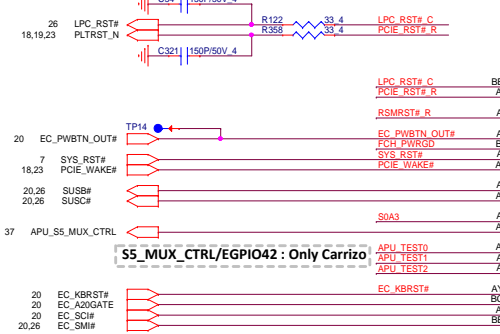 C54 150P/50V_4
26 LPC_RST# R122 33_4 LPC_RST#_C
18,19,23 PLTRST_N R358 33_4 PCIE_RST#_R
C321 150P/50V_4
LPC_RST#_C
PCIE_RST#_R
RSMRST#_R
TP14
20 EC_PWBTN_OUT# EC_PWBTN_OUT#
FCH_PWRGD
7 SYS_RST# SYS_RST#
18,23 PCIE_WAKE# PCIE_WAKE#
20,26 SUSB#
20,26 SUSC#
S0A3
37 APU_S5_MUX_CTRL
S5_MUX_CTRL/EGPIO42 : Only Carrizo
APU_TEST0
APU_TEST1
APU_TEST2
20 EC_KBRST# EC_KBRST#
20 EC_A20GATE
20 EC_SCI#
20,26 EC_SMI#